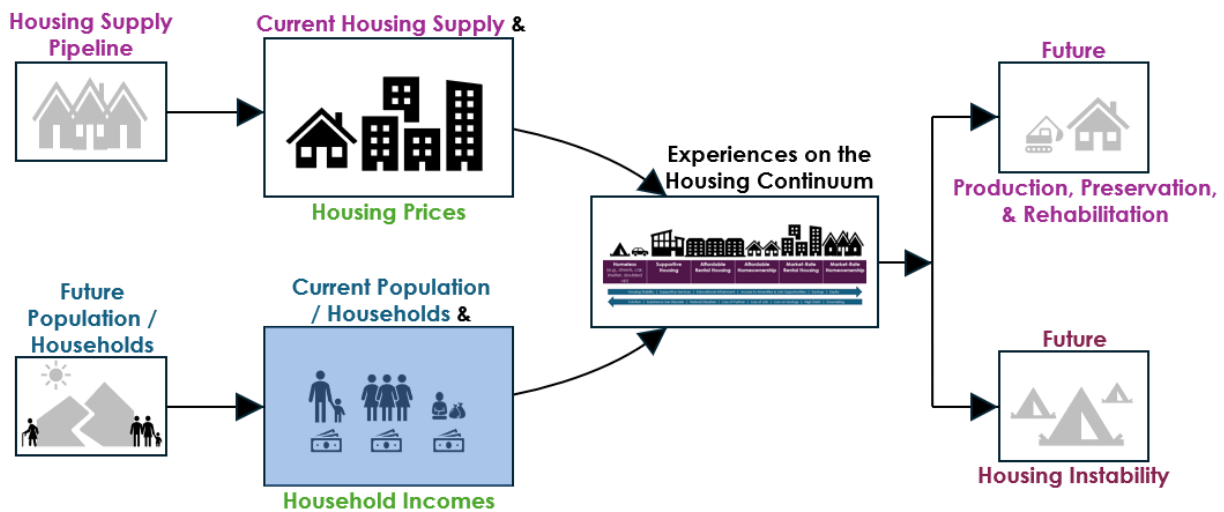 Housing Supply
Pipeline
Current Housing Supply &
Housing Prices
Future
Population /
Households
Current Population
/ Households &
Household Incomes
Experiences on the
Housing Continuum
Homeless
Supportive
Housing
Affordable
Rental Housing
Affordable
Homeownership
Market-Rate
Rental Housing
Market-Rate
Homeownership
Future
Production, Preservation,
& Rehabilitation
Future
Housing Instability